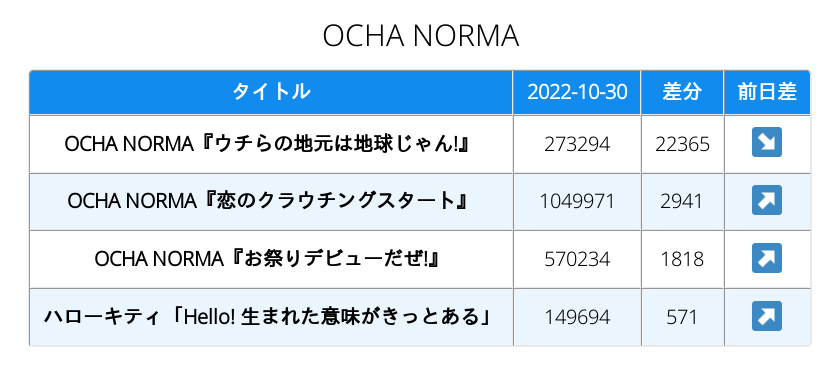 OCHA NORMA
タイトル 2022-10-30 差分 前日差
OCHA NORMA『ウチらの地元は地球じゃん!』 273294 22365 ↘
OCHA NORMA『恋のクラウチングスタート』 1049971 2941 ↗
OCHA NORMA『お祭りデビューだぜ!』 570234 1818 ↗
ハローキティ「Hello! 生まれた意味がきっとある」 149694 571 ↗